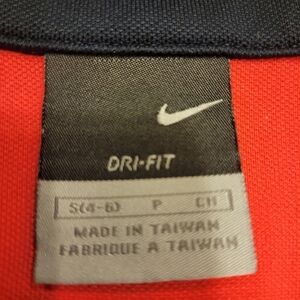 DRI-FIT
S(4-6) P CH
MADE IN TAIWAN
FABRIQUE A TAIWAN